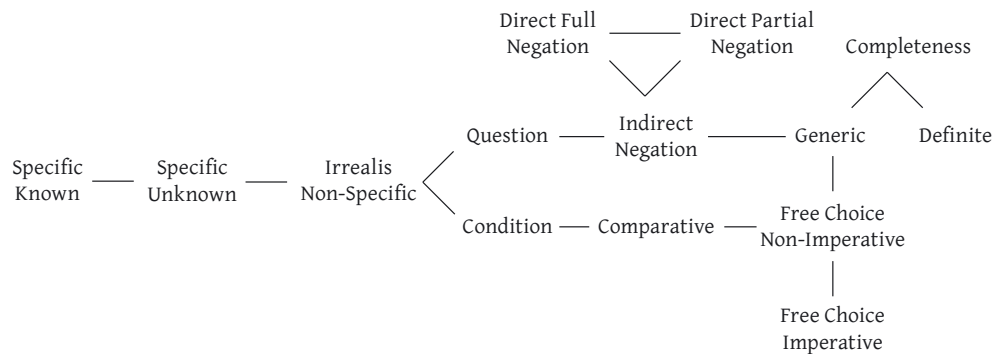 Direct Full
Negation
Direct Partial
Negation
Completeness
Question
Indirect
Negation
Generic
Definite
Specific
Known
Specific
Unknown
Irrealis
Non-Specific
Condition
Comparative
Free Choice
Non-Imperative
Free Choice
Imperative